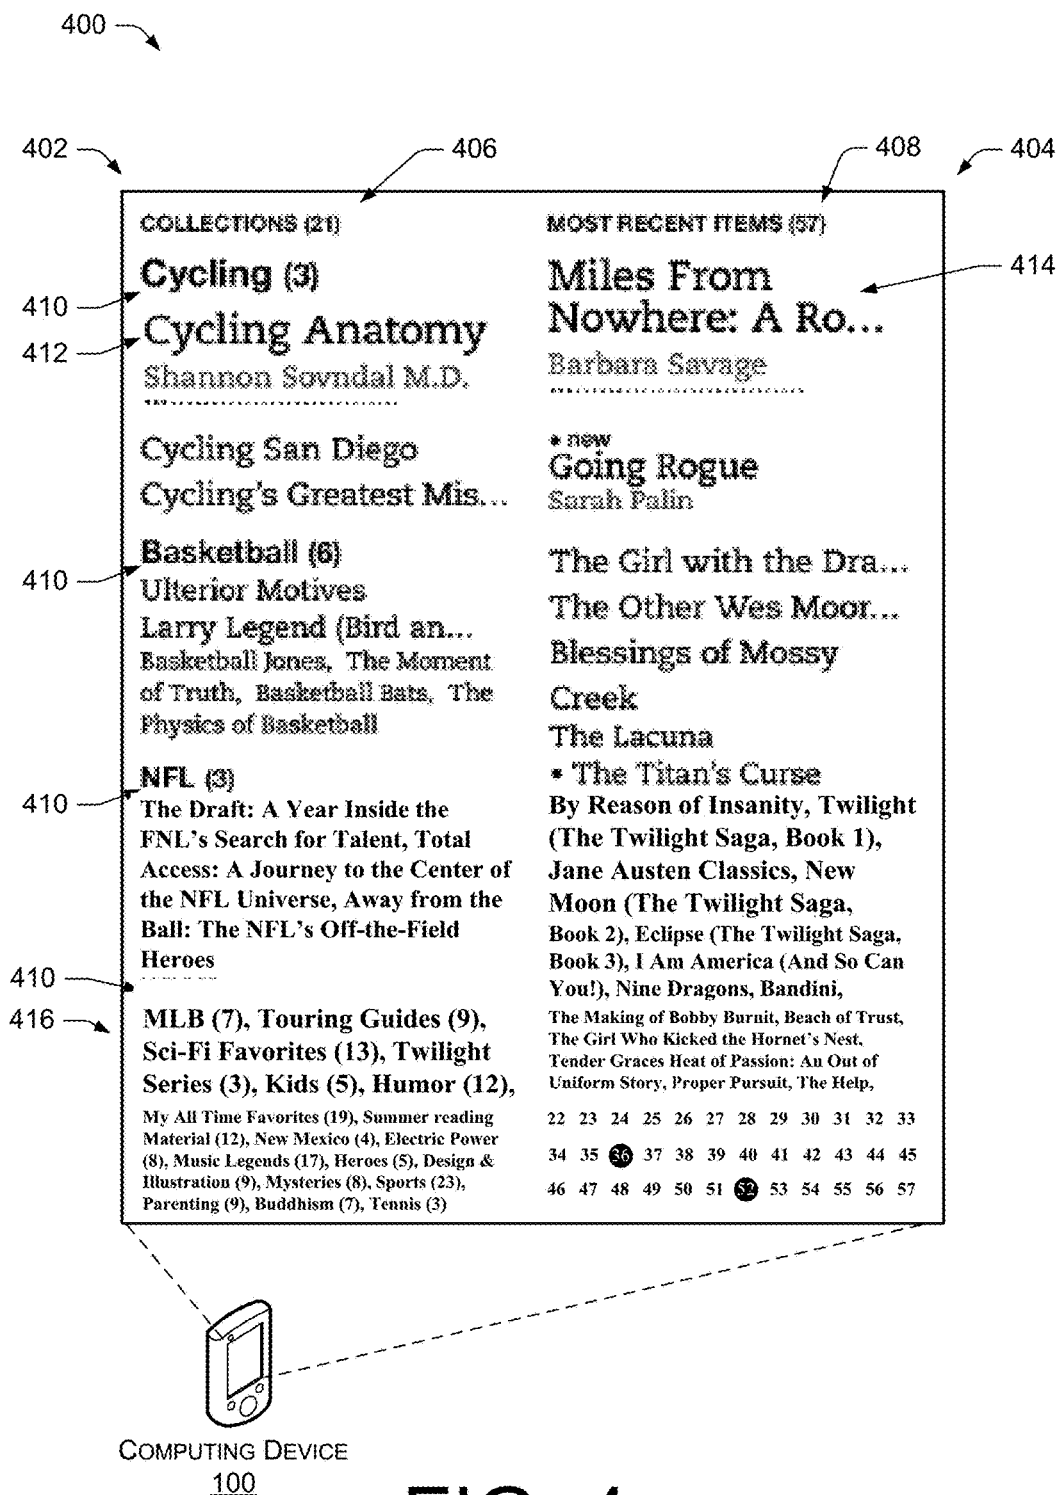 400
402
406
408
404
COLLECTIONS (21)
Cycling (3)
410
Cycling Anatomy
412
Shannon Sovndal M.D.
Cycling San Diego
Cycling's Greatest Mis...
Basketball (6)
410
Ulterior Motives
Larry Legend (Bird an...
Basketball Jones, The Moment
of Truth, Basketball Bats, The
Physics of Basketball
NFL (3)
410
The Draft: A Year Inside the
FNL's Search for Talent, Total
Access: A Journey to the Center of
the NFL Universe, Away from the
Ball: The NFL's Off-the-Field
Heroes
410
416
MLB (7), Touring Guides (9),
Sci-Fi Favorites (13), Twilight
Series (3), Kids (5), Humor (12),
My All Time Favorites (19), Summer reading
Material (12), New Mexico (4), Electric Power
(8), Music Legends (17), Heroes (5), Design &
Illustration (9), Mysteries (8), Sports (23),
Parenting (9), Buddhism (7), Tennis (3)
MOST RECENT ITEMS (57)
Miles From
414
Nowhere: A Ro...
Barbara Savage
• new
Going Rogue
Sarah Palin
The Girl with the Dra...
The Other Wes Moor...
Blessings of Mossy
Creek
The Lacuna
• The Titan's Curse
By Reason of Insanity, Twilight
(The Twilight Saga, Book 1),
Jane Austen Classics, New
Moon (The Twilight Saga,
Book 2), Eclipse (The Twilight Saga,
Book 3), I Am America (And So Can
You!), Nine Dragons, Bandini,
The Making of Bobby Burnit, Beach of Trust,
The Girl Who Kicked the Hornet's Nest,
Tender Graces Heat of Passion: An Out of
Uniform Story, Proper Pursuit, The Help,
22 23 24 25 26 27 28 29 30 31 32 33
34 35 36 37 38 39 40 41 42 43 44 45
46 47 48 49 50 51 52 53 54 55 56 57
COMPUTING DEVICE
100